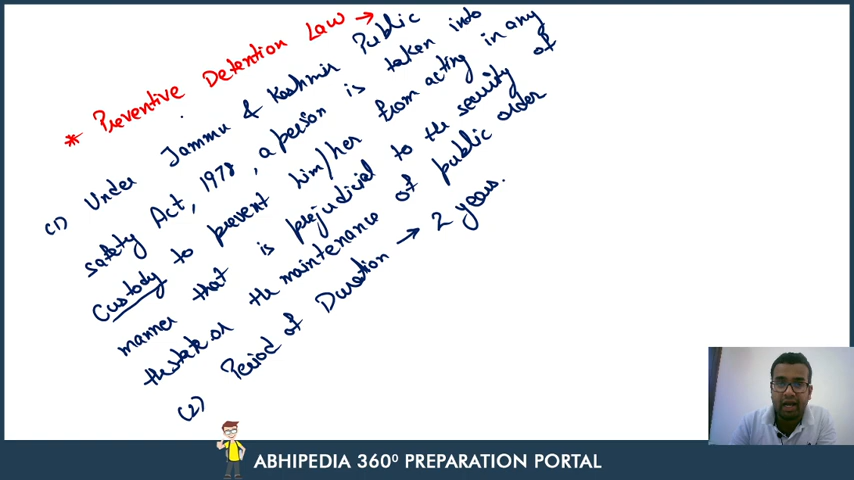 * Preventive Detention Law →
(1) Under Jammu & Kashmir Public
safety Act, 1978, a person is taken into
Custody to prevent him/her from acting in any
manner that is prejudicial to the security of
the state or the maintenance of public order
(2) Period of Duration → 2 years.
ABHIPEDIA 360⁰ PREPARATION PORTAL